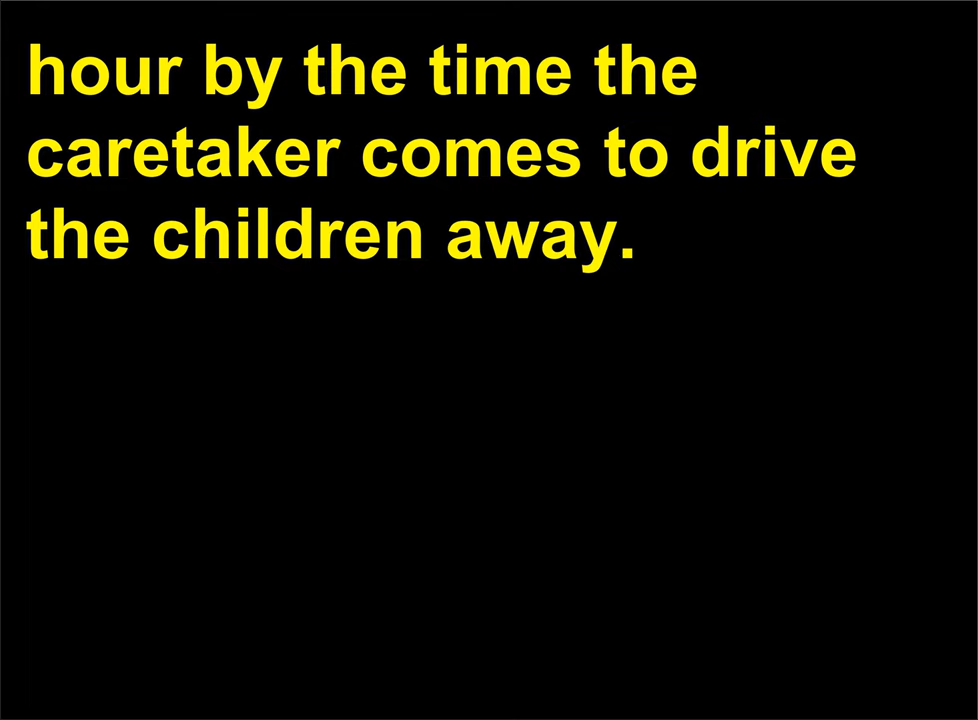 hour by the time the
caretaker comes to drive
the children away.